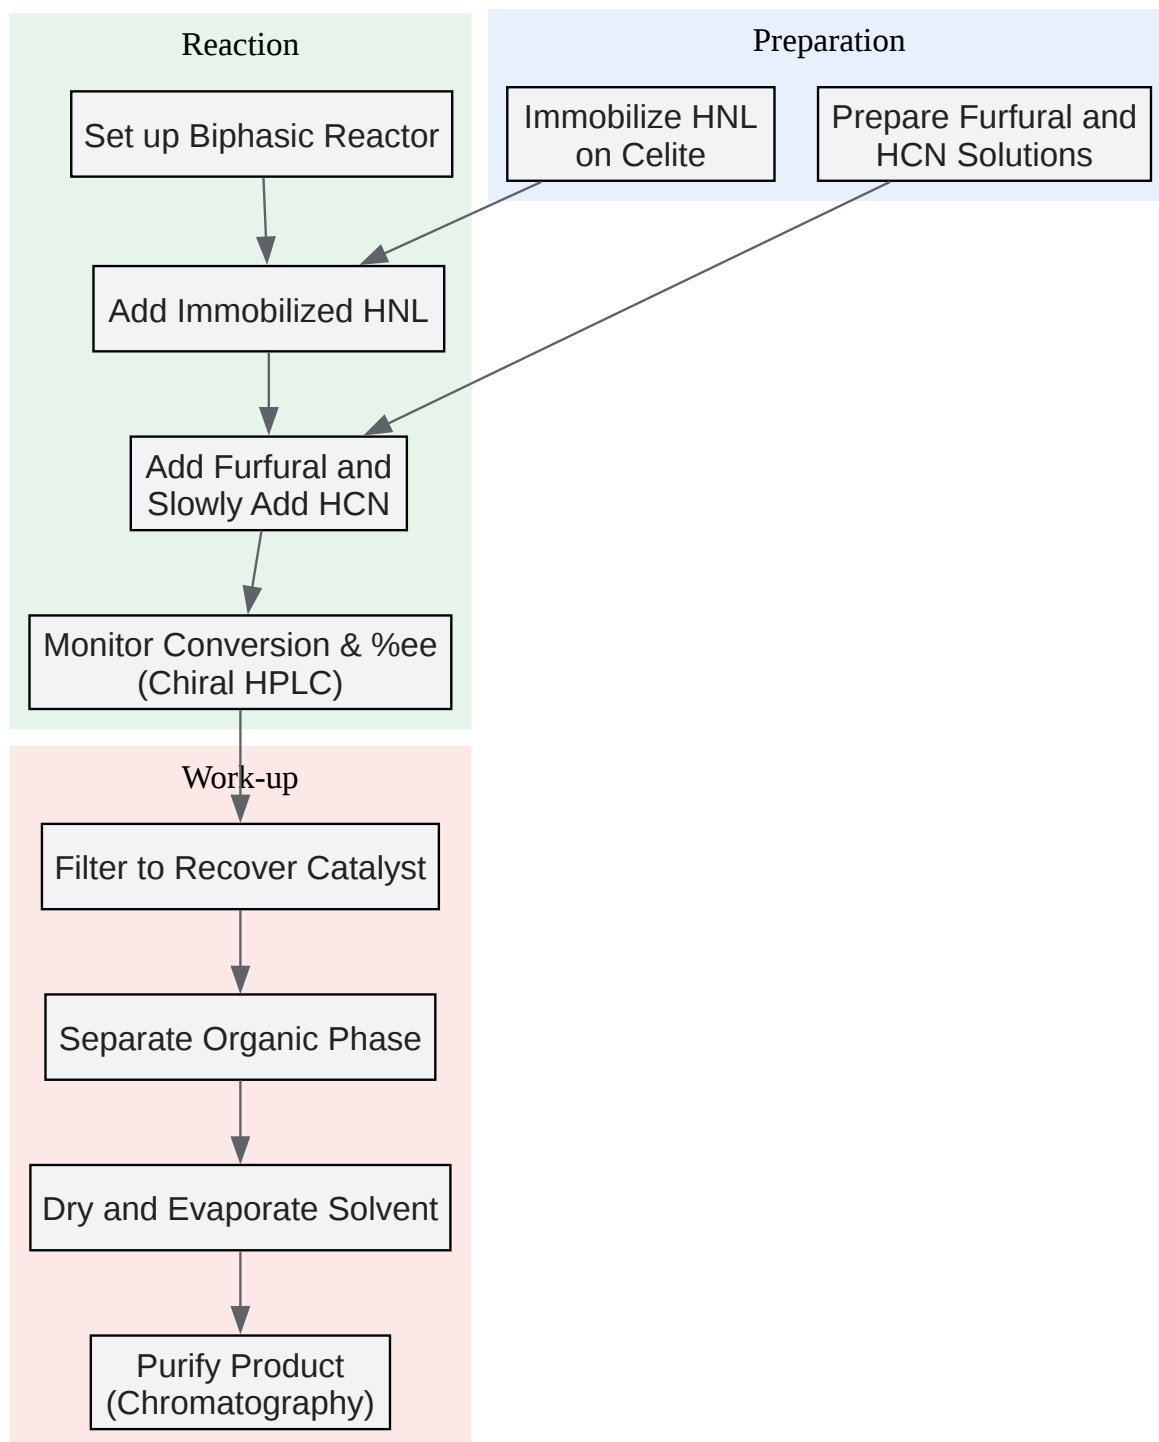 Reaction
Preparation
Set up Biphasic Reactor
Immobilize HNL
on Celite
Prepare Furfural and
HCN Solutions
Add Immobilized HNL
Add Furfural and
Slowly Add HCN
Monitor Conversion & %ee
(Chiral HPLC)
Work-up
Filter to Recover Catalyst
Separate Organic Phase
Dry and Evaporate Solvent
Purify Product
(Chromatography)